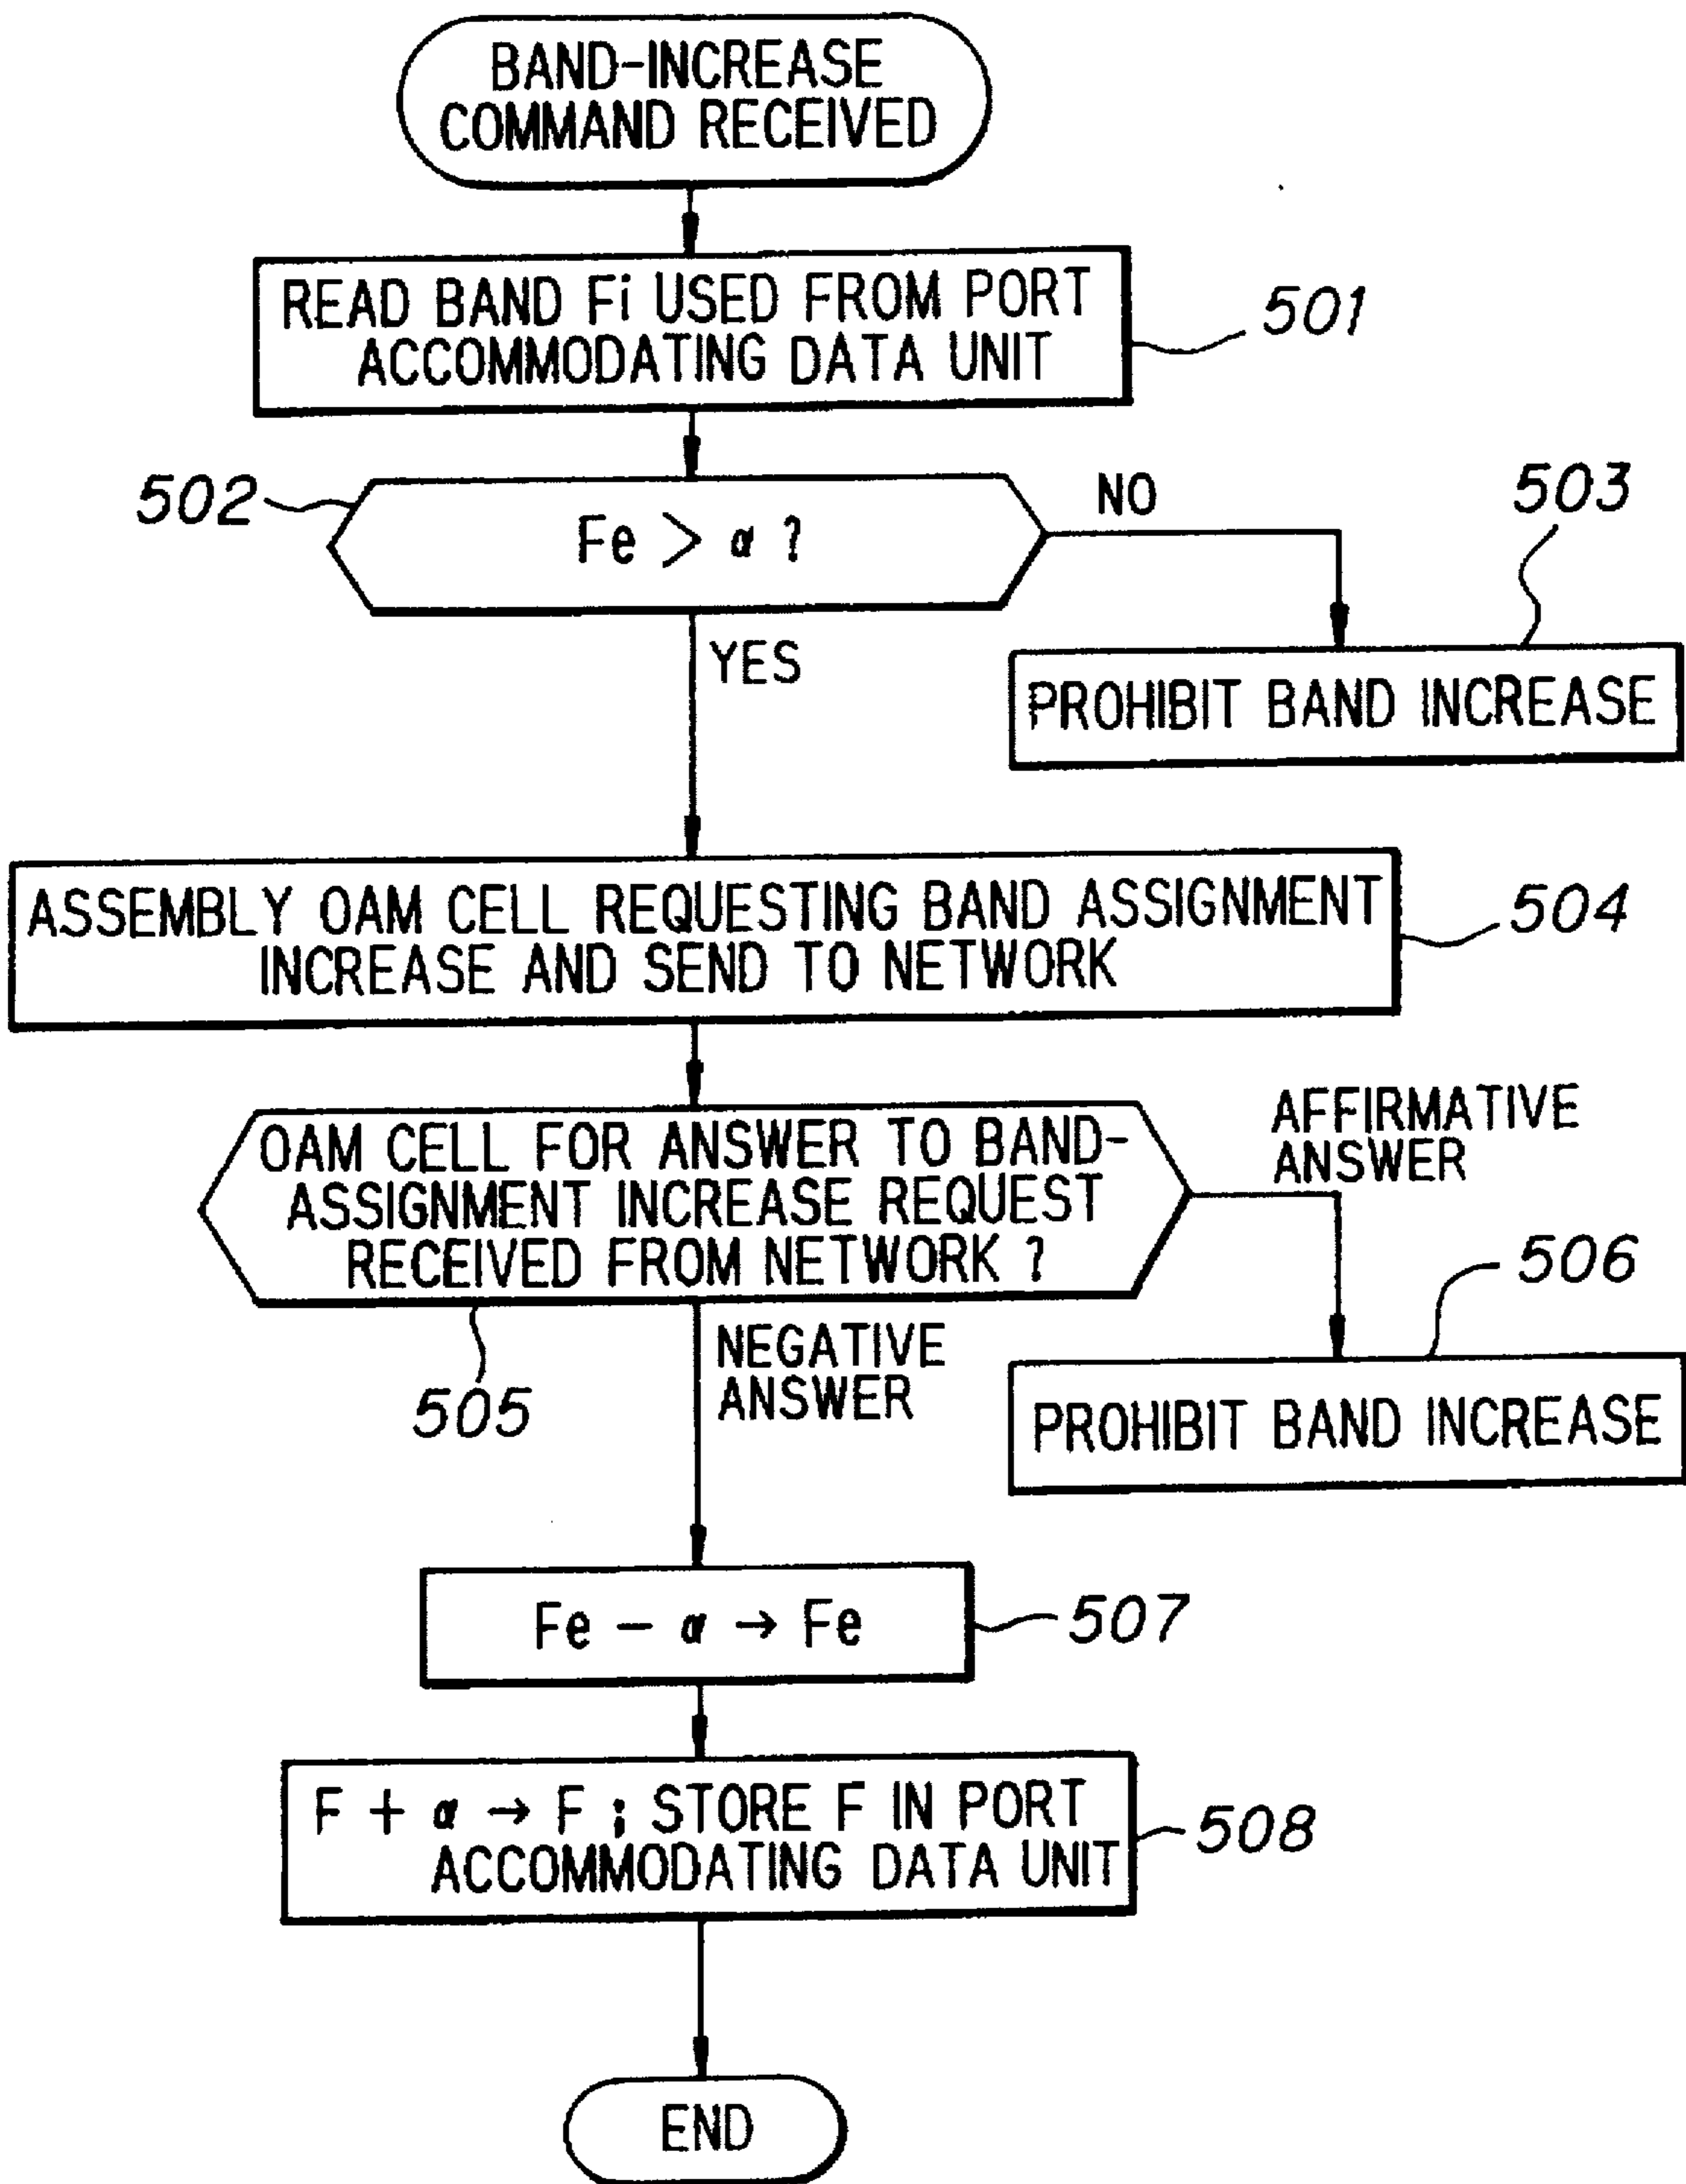 BAND-INCREASE
COMMAND RECEIVED
READ BAND Fi USED FROM PORT
ACCOMMODATING DATA UNIT
501
502
Fe > α ?
NO
503
YES
PROHIBIT BAND INCREASE
ASSEMBLY OAM CELL REQUESTING BAND ASSIGNMENT
INCREASE AND SEND TO NETWORK
504
OAM CELL FOR ANSWER TO BAND-
ASSIGNMENT INCREASE REQUEST
RECEIVED FROM NETWORK ?
AFFIRMATIVE
ANSWER
505
NEGATIVE
ANSWER
506
PROHIBIT BAND INCREASE
Fe – α → Fe
507
F + α → F ; STORE F IN PORT
ACCOMMODATING DATA UNIT
508
END